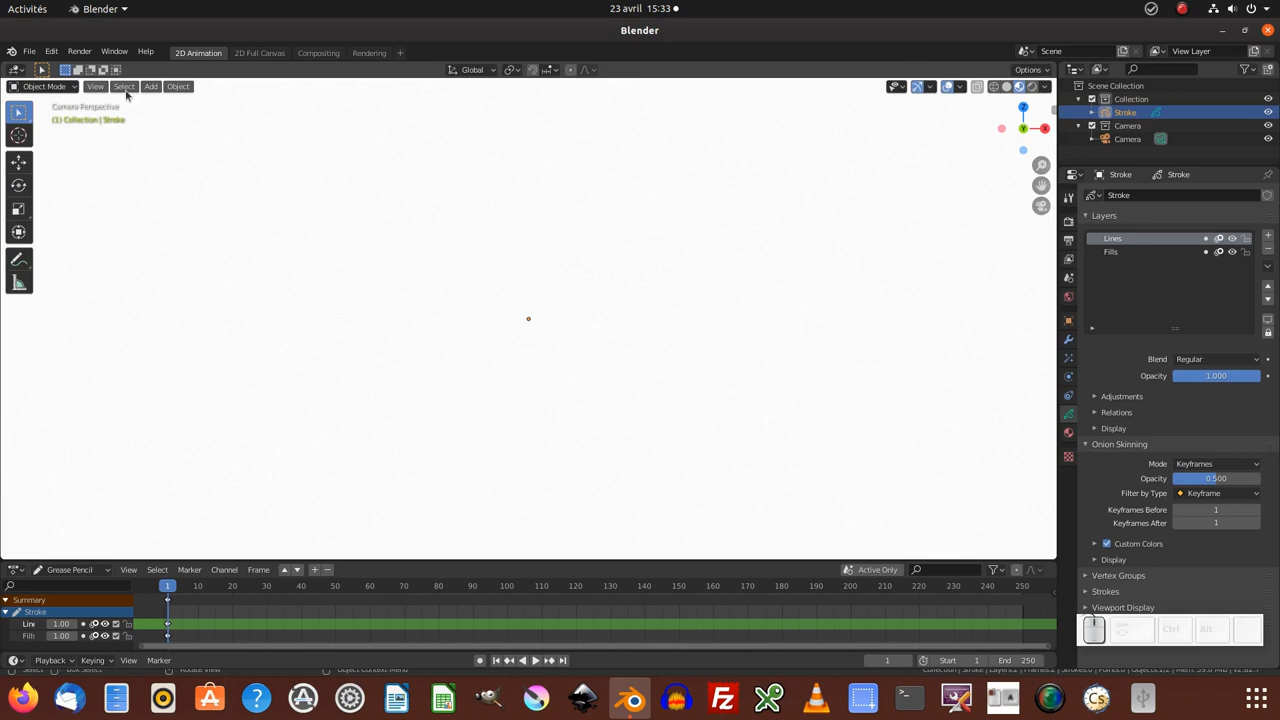 Activités Blender 23 avril 15:33
Blender
File Edit Render Window Help 2D Animation 2D Full Canvas Compositing Rendering + Scene View Layer
Global Options
Object Mode View Select Add Object
Camera Perspective
(1) Collection | Stroke
Z
Y
X
Scene Collection
Collection
Stroke
Camera
Camera
Stroke Stroke
Stroke
Layers
Lines
Fills
Blend Regular
Opacity 1.000
Adjustments
Relations
Display
Onion Skinning
Mode Keyframes
Opacity 0.500
Filter by Type Keyframe
Keyframes Before 1
Keyframes After 1
Custom Colors
Display
Vertex Groups
Strokes
Viewport Display
Ctrl Alt
Grease Pencil View Select Marker Channel Frame Active Only
1 10 20 30 40 50 60 70 80 90 100 110 120 130 140 150 160 170 180 190 200 210 220 230 240 250
Summary
Stroke
Line 1.00
Fills 1.00
Playback Keying View Marker 1 Start 1 End 250